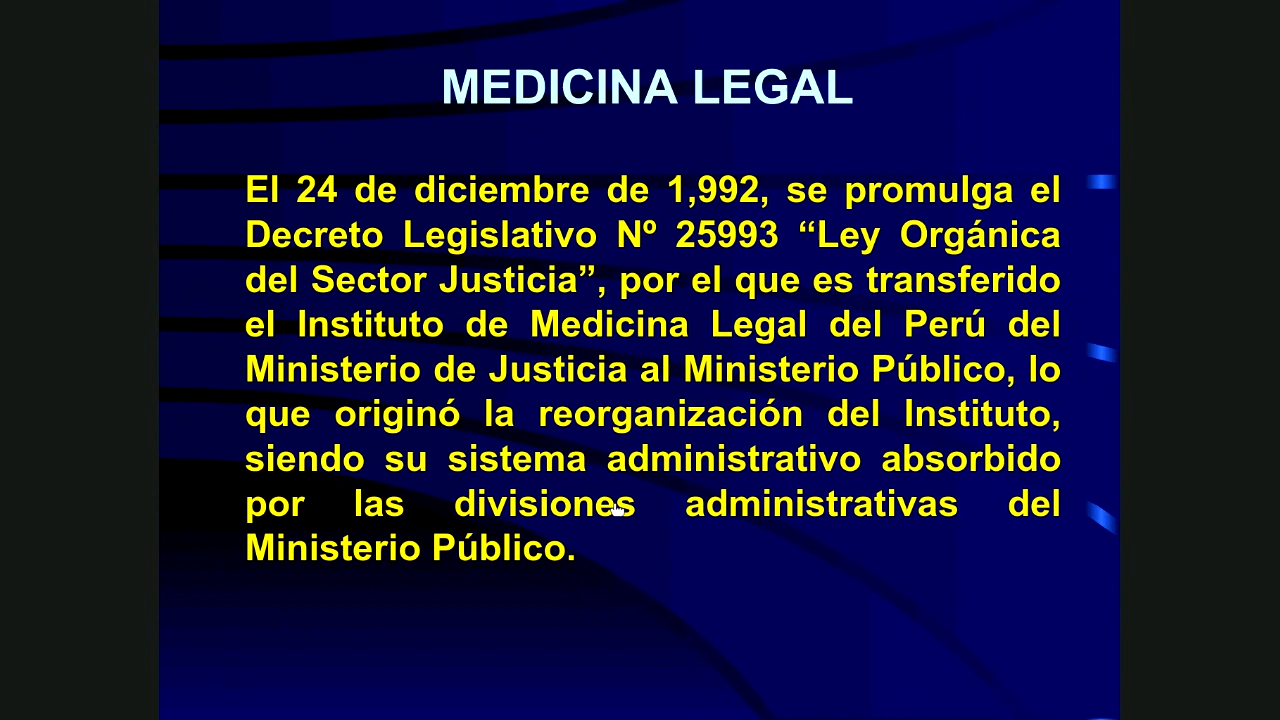 MEDICINA LEGAL
El 24 de diciembre de 1,992, se promulga el
Decreto Legislativo Nº 25993 “Ley Orgánica
del Sector Justicia”, por el que es transferido
el Instituto de Medicina Legal del Perú del
Ministerio de Justicia al Ministerio Público, lo
que originó la reorganización del Instituto,
siendo su sistema administrativo absorbido
por las divisiones administrativas del
Ministerio Público.